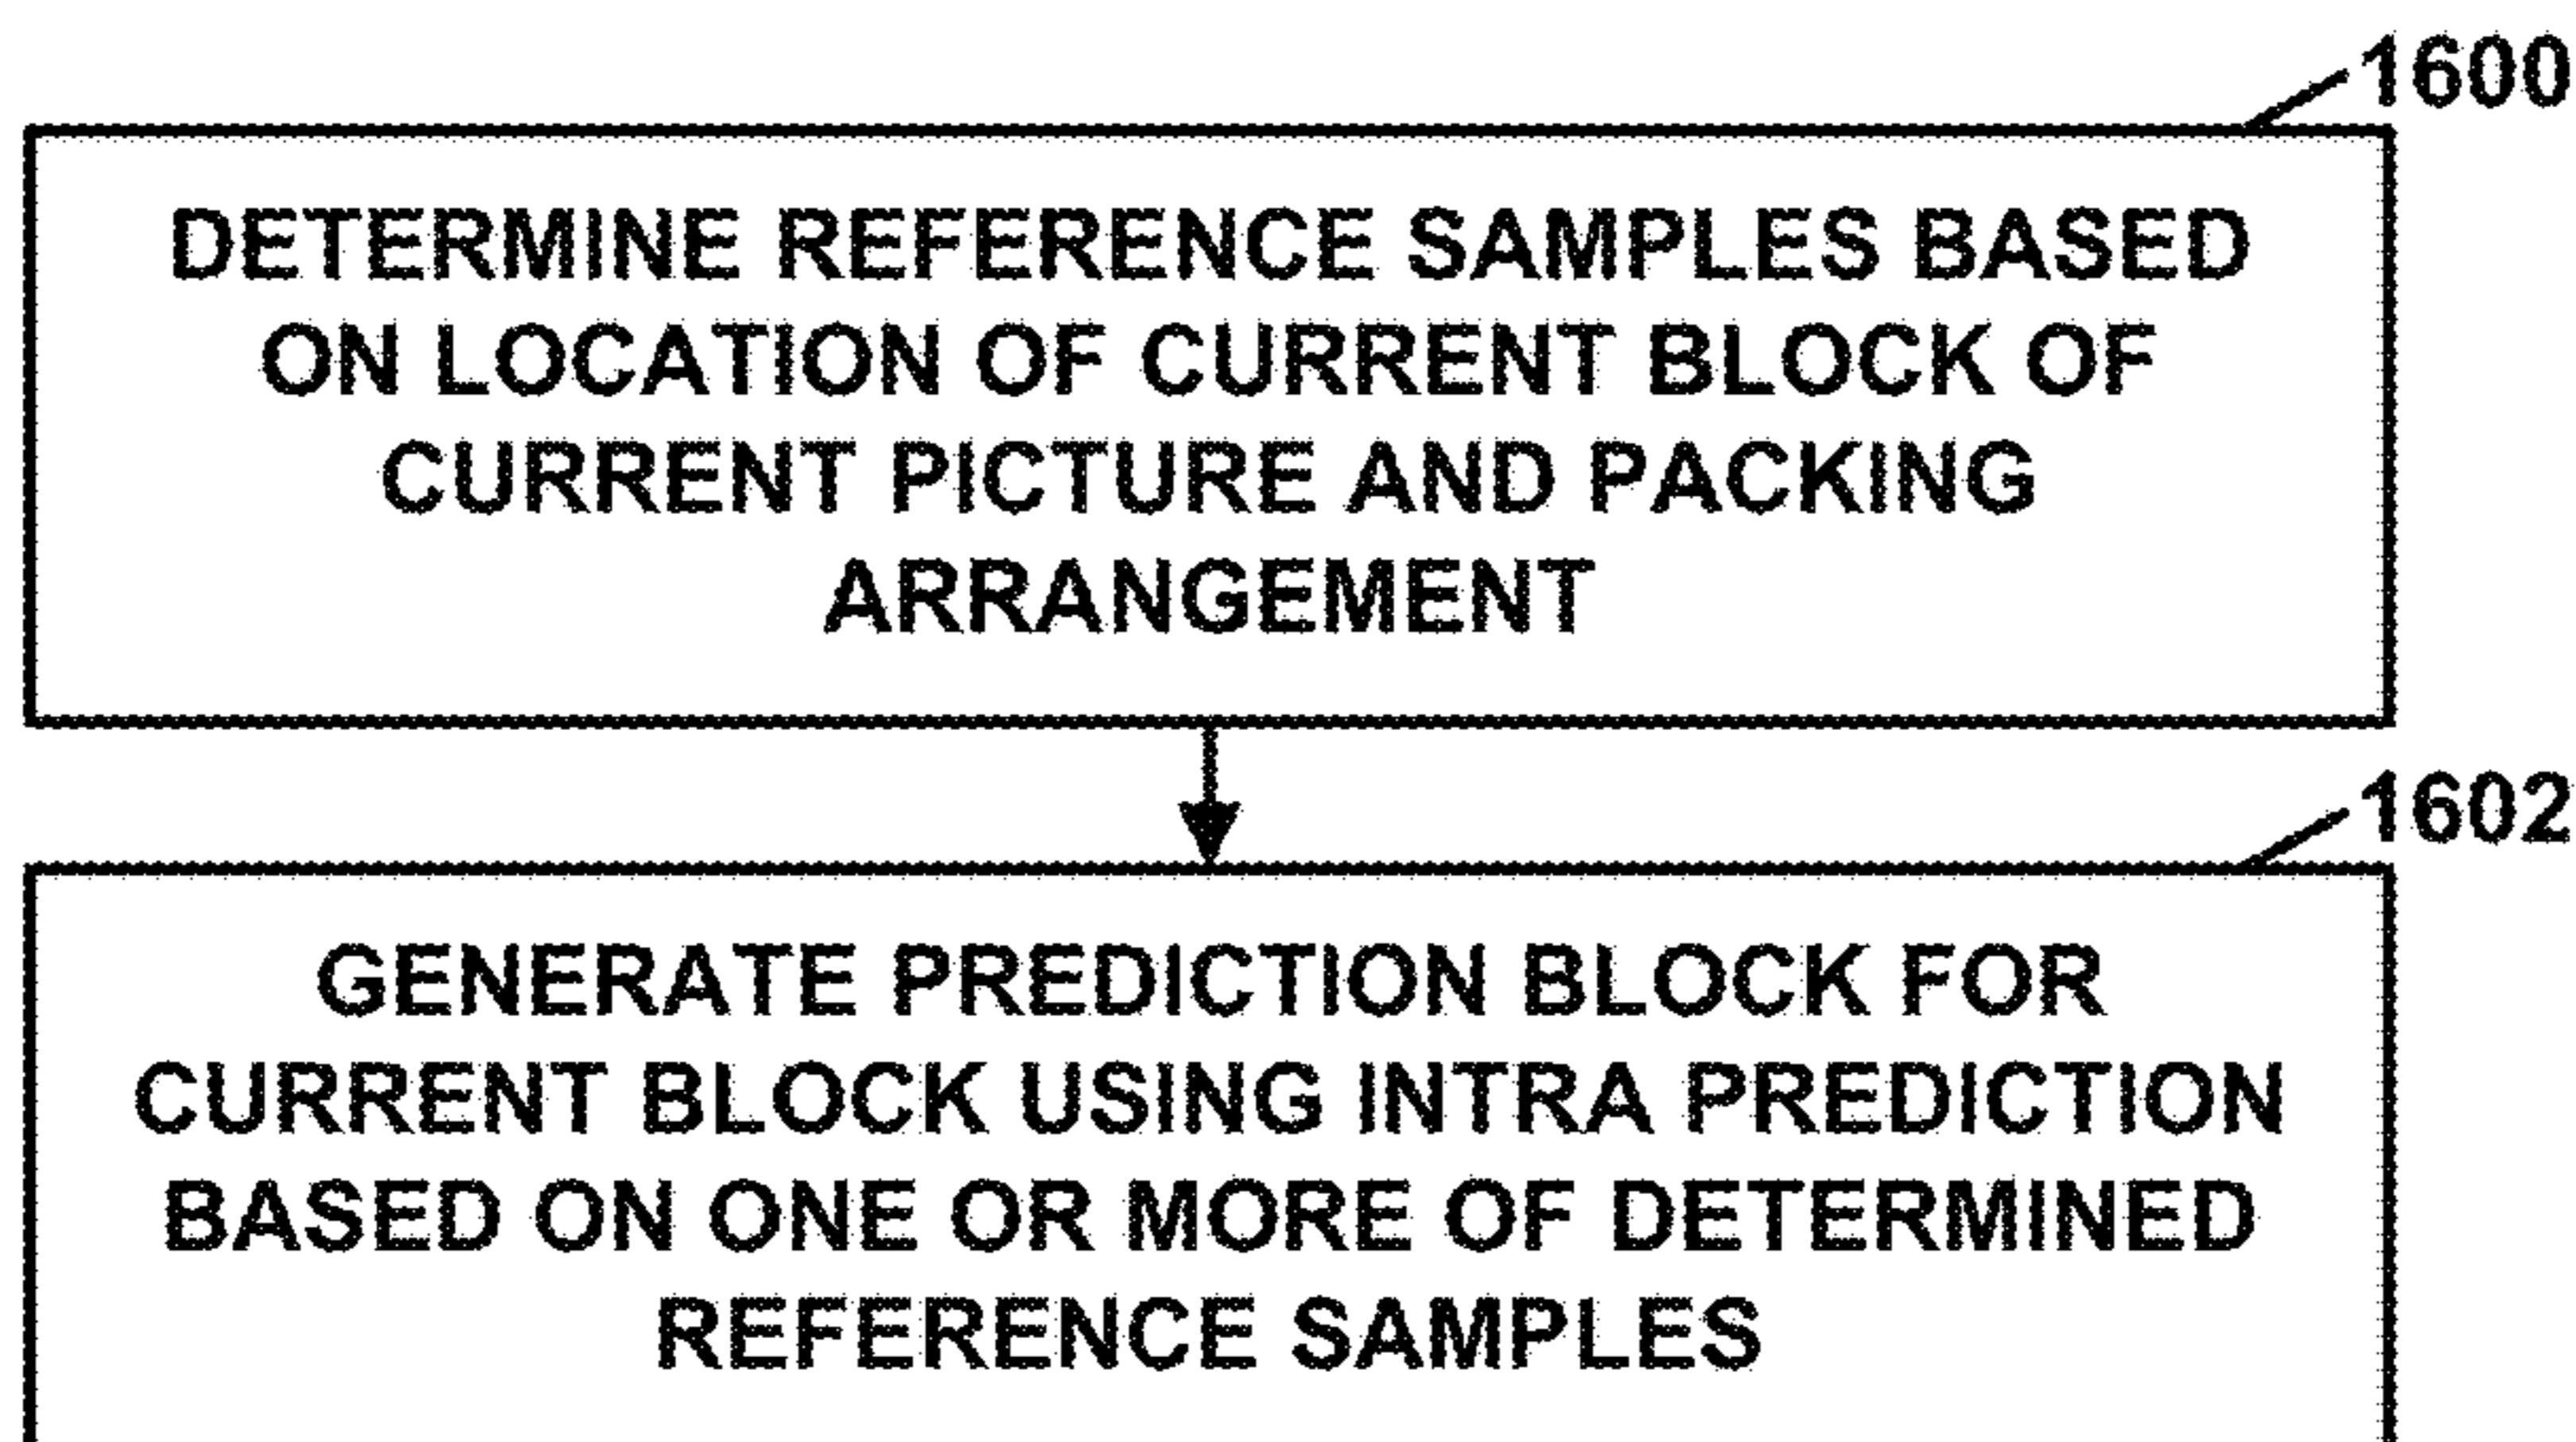 1600
DETERMINE REFERENCE SAMPLES BASED
ON LOCATION OF CURRENT BLOCK OF
CURRENT PICTURE AND PACKING
ARRANGEMENT
1602
GENERATE PREDICTION BLOCK FOR
CURRENT BLOCK USING INTRA PREDICTION
BASED ON ONE OR MORE OF DETERMINED
REFERENCE SAMPLES